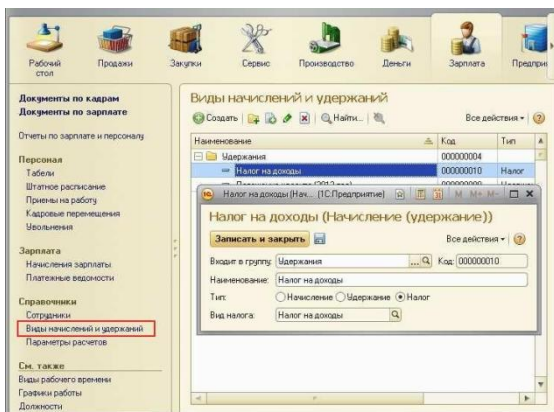 Рабочий стол
Продажи
Закупки
Сервис
Производство
Деньги
Зарплата
Документы по кадрам
Документы по зарплате
Отчеты по зарплате и персоналу
Персонал
Табели
Штатное расписание
Приемы на работу
Кадровые перемещения
Увольнения
Зарплата
Начисления зарплаты
Платежные ведомости
Справочники
Сотрудники
Виды начислений и удержаний
Параметры расчетов
См. также
Виды рабочего времени
Графики работы
Должности
Виды начислений и удержаний
Создать Найти... Все действия
Наименование Код Тип
Удержания 000000004
Налог на доходы 000000010 Налог
Налог на доходы (Нач... (1С:Предприятие) M M+ M-
Налог на доходы (Начисление (удержание))
Записать и закрыть Все действия
Входит в группу: Удержания ... Код: 000000010
Наименование: Налог на доходы
Тип: Начисление Удержание Налог
Вид налога: Налог на доходы